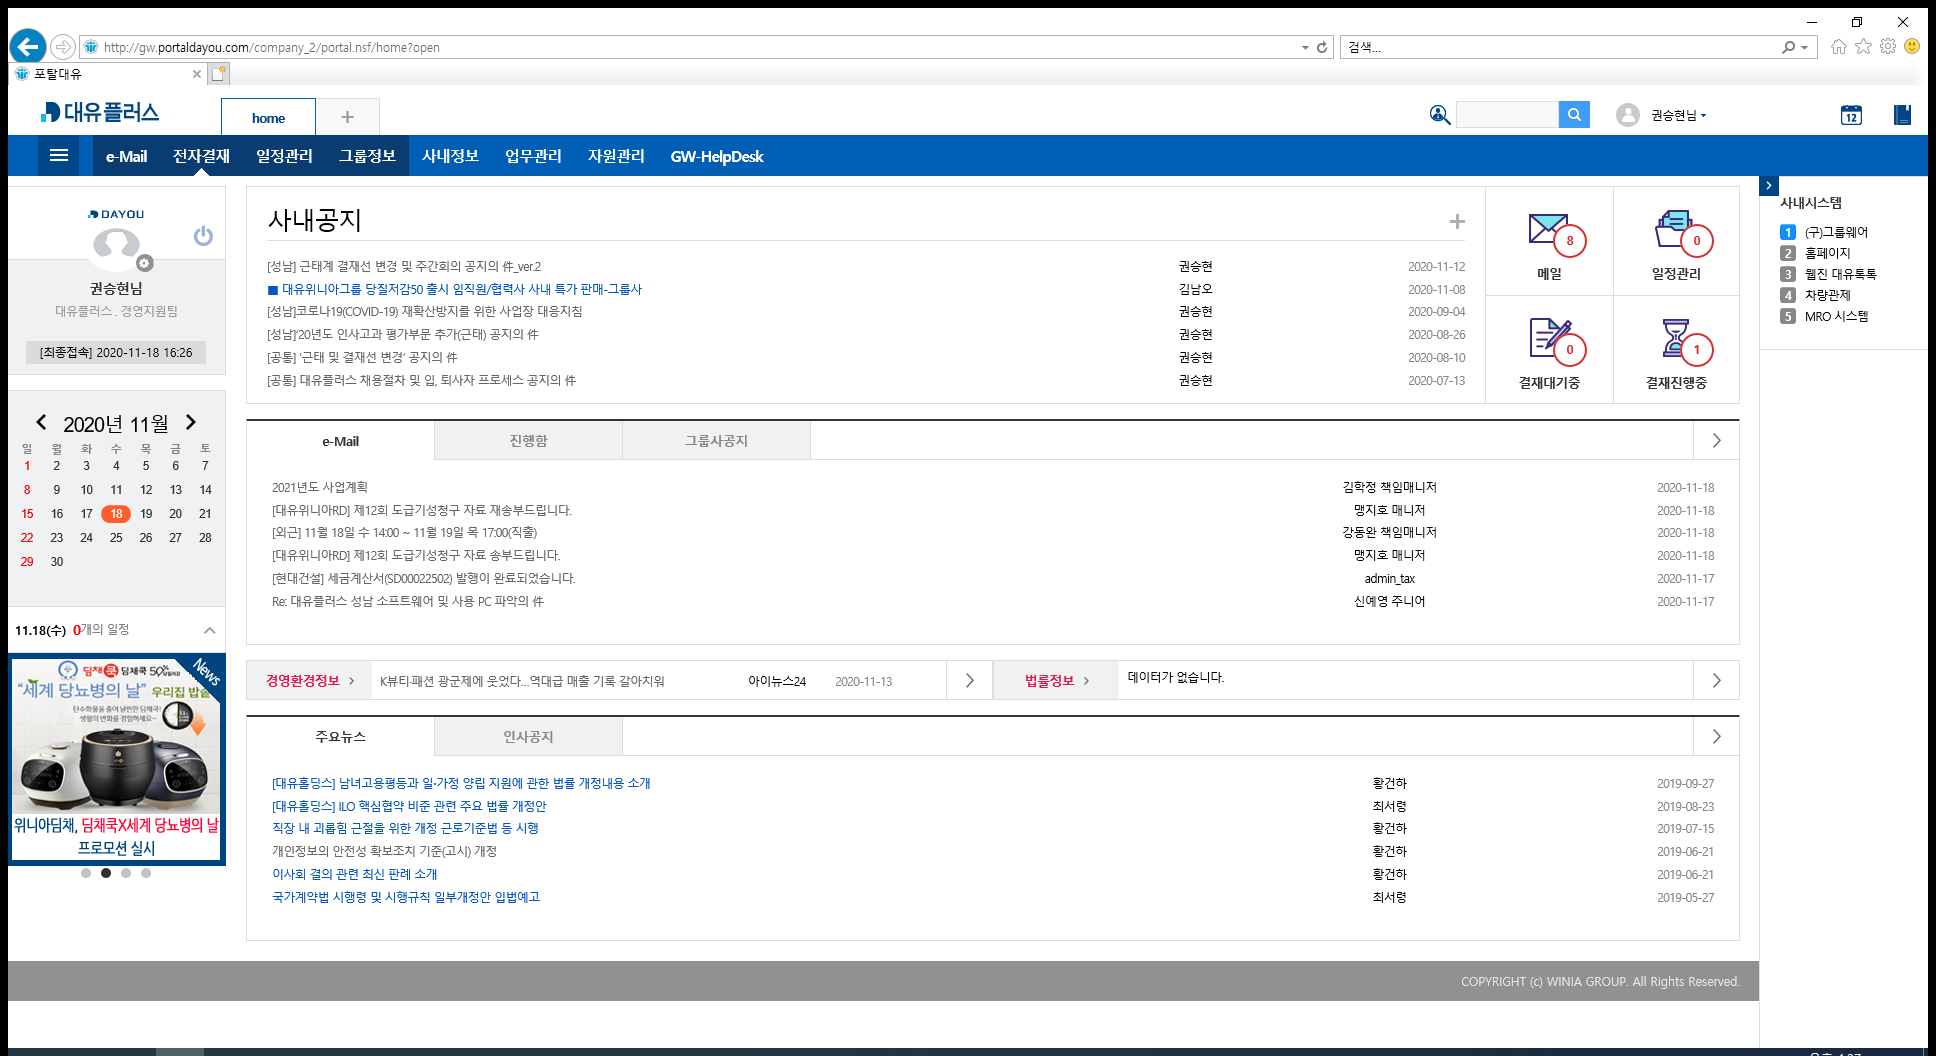 http://gw.portaldayou.com/company_2/portal.nsf/home?open
검색...
포탈대유
대유플러스
home
권승현님
12
e-Mail
전자결재
일정관리
그룹정보
사내정보
업무관리
자원관리
GW-HelpDesk
DAYOU
권승현님
대유플러스 . 경영지원팀
[최종접속] 2020-11-18 16:26
2020년 11월
일 월 화 수 목 금 토
1 2 3 4 5 6 7
8 9 10 11 12 13 14
15 16 17 18 19 20 21
22 23 24 25 26 27 28
29 30
11.18(수) 0개의 일정
News
딤채쿡 딤채쿡 50
"세계 당뇨병의 날" 우리집 밥솥
탄수화물을 줄여 날씬한 딤채쿡!
생활의 변화를 경험하세요~
위니아딤채, 딤채쿡X세계 당뇨병의 날
프로모션 실시
사내공지
[성남] 근태계 결재선 변경 및 주간회의 공지의 件_ver.2 권승현 2020-11-12
■ 대유위니아그룹 당질저감50 출시 임직원/협력사 사내 특가 판매-그룹사 김남오 2020-11-08
[성남]코로나19(COVID-19) 재확산방지를 위한 사업장 대응지침 권승현 2020-09-04
[성남]'20년도 인사고과 평가부문 추가(근태) 공지의 件 권승현 2020-08-26
[공통] '근태 및 결재선 변경' 공지의 件 권승현 2020-08-10
[공통] 대유플러스 채용절차 및 입, 퇴사자 프로세스 공지의 件 권승현 2020-07-13
8
메일
0
일정관리
0
결재대기중
1
결재진행중
e-Mail
진행함
그룹사공지
2021년도 사업계획 김학정 책임매니저 2020-11-18
[대유위니아RD] 제12회 도급기성청구 자료 재송부드립니다. 맹지호 매니저 2020-11-18
[외근] 11월 18일 수 14:00 ~ 11월 19일 목 17:00(직출) 강동완 책임매니저 2020-11-18
[대유위니아RD] 제12회 도급기성청구 자료 송부드립니다. 맹지호 매니저 2020-11-18
[현대건설] 세금계산서(SD00022502) 발행이 완료되었습니다. admin_tax 2020-11-17
Re: 대유플러스 성남 소프트웨어 및 사용 PC 파악의 件 신예영 주니어 2020-11-17
경영환경정보
K뷰티·패션 광군제에 웃었다...역대급 매출 기록 갈아치워 아이뉴스24 2020-11-13
법률정보
데이터가 없습니다.
주요뉴스
인사공지
[대유홀딩스] 남녀고용평등과 일·가정 양립 지원에 관한 법률 개정내용 소개 황건하 2019-09-27
[대유홀딩스] ILO 핵심협약 비준 관련 주요 법률 개정안 최서령 2019-08-23
직장 내 괴롭힘 근절을 위한 개정 근로기준법 등 시행 황건하 2019-07-15
개인정보의 안전성 확보조치 기준(고시) 개정 황건하 2019-06-21
이사회 결의 관련 최신 판례 소개 황건하 2019-06-21
국가계약법 시행령 및 시행규칙 일부개정안 입법예고 최서령 2019-05-27
사내시스템
1 (구)그룹웨어
2 홈페이지
3 웹진 대유톡톡
4 차량관제
5 MRO 시스템
COPYRIGHT (c) WINIA GROUP. All Rights Reserved.